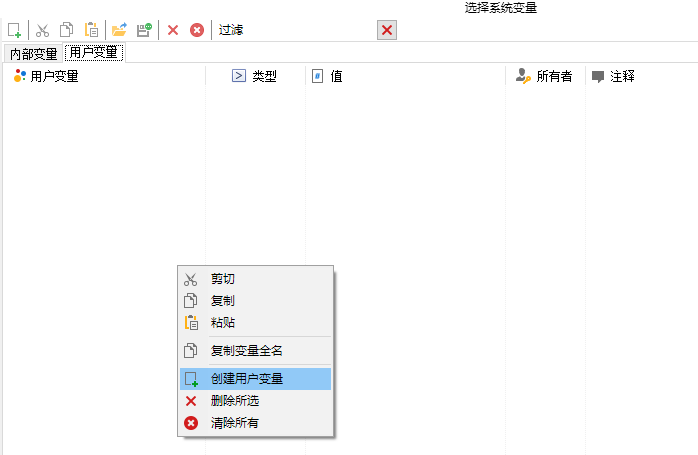 选择系统变量
过滤
内部变量 用户变量
用户变量 类型 值 所有者 注释
剪切
复制
粘贴
复制变量全名
创建用户变量
删除所选
清除所有